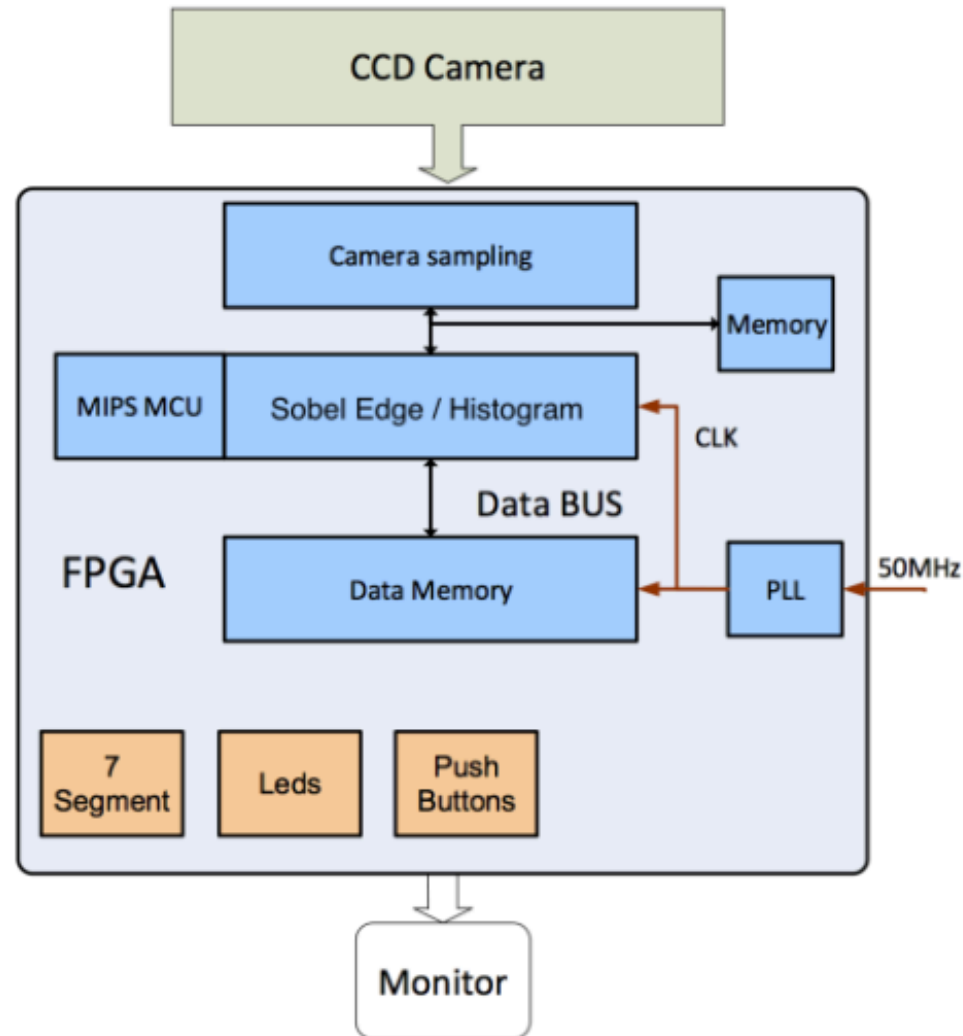 CCD Camera
Camera sampling
Memory
MIPS MCU
Sobel Edge / Histogram
CLK
Data BUS
FPGA
Data Memory
PLL
50MHz
7
Segment
Leds
Push
Buttons
Monitor